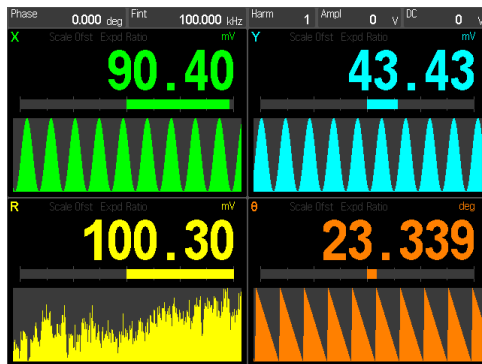 Phase 0.000 deg Fint 100.000 kHz Harm 1 Ampl 0 V DC 0 V
X Scale Ofst Expd Ratio mV
90.40
Y Scale Ofst Expd Ratio mV
43.43
R Scale Ofst Expd Ratio mV
100.30
θ Scale Ofst Expd Ratio deg
23.339